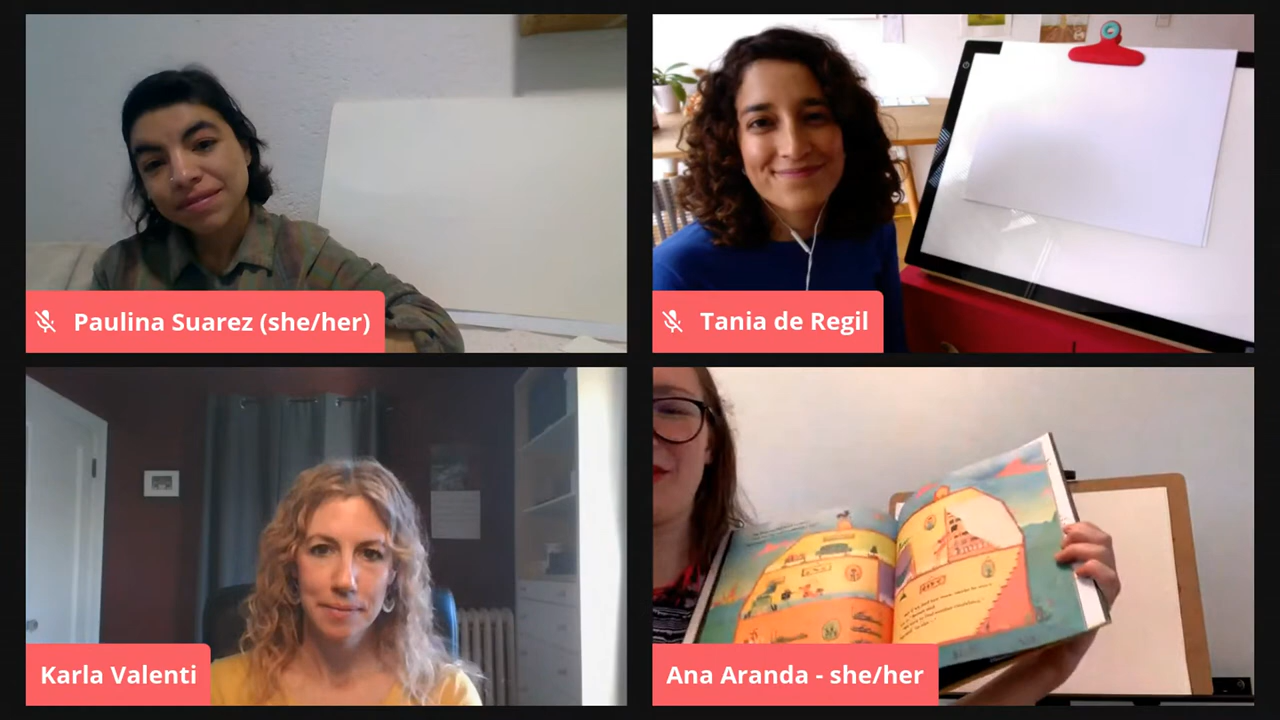 Paulina Suarez (she/her)
Tania de Regil
Karla Valenti
Ana Aranda - she/her